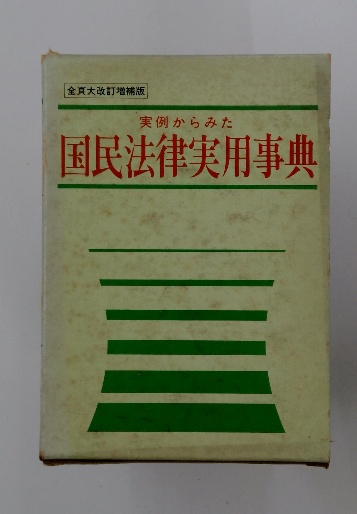 全頁大改訂増補版
実例からみた
国民法律実用事典